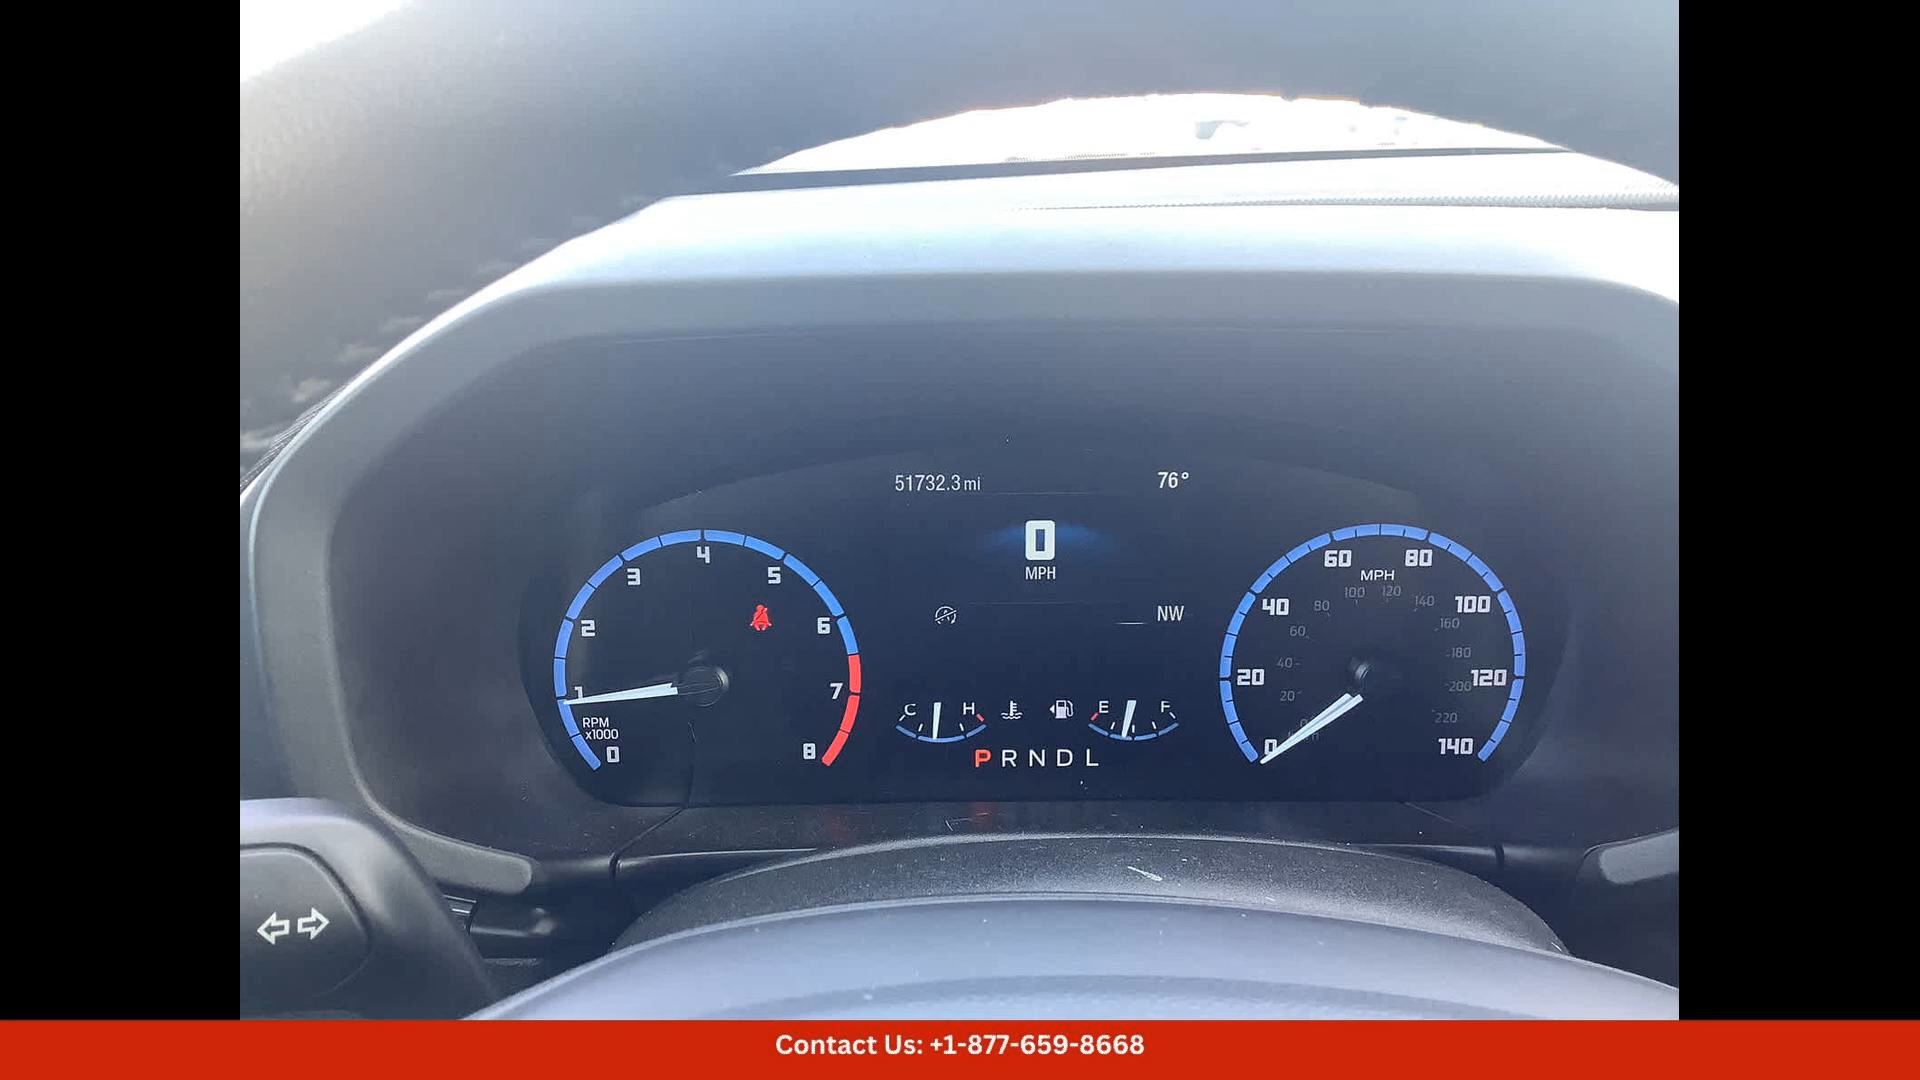 51732.3 mi 76°
0
MPH
NW
0 1 2 3 4 5 6 7 8
RPM
x1000
C H E F
P R N D L
0 20 40 60 80 100 120 140
MPH
0 20 40 60 80 100 120 140 160 180 200 220
Contact Us: +1-877-659-8668